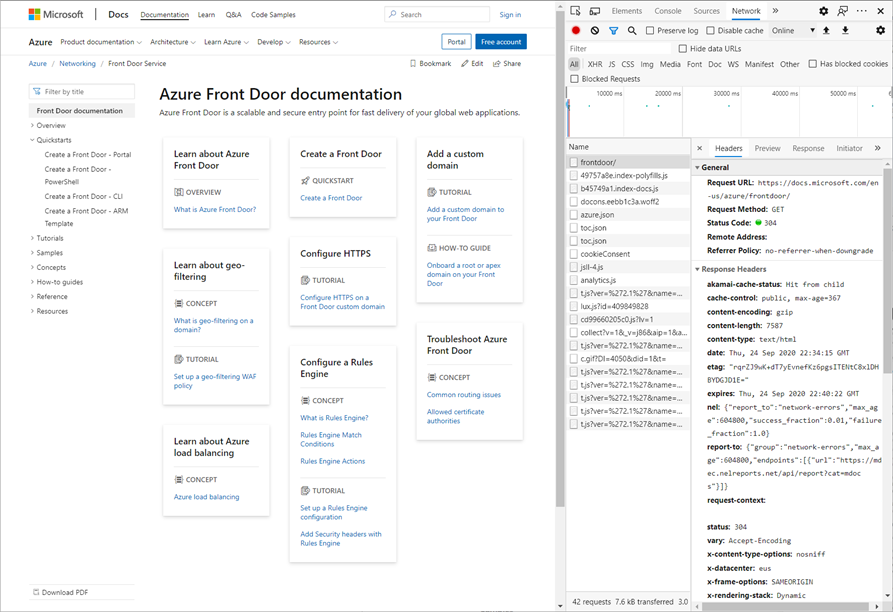 Microsoft
Docs
Documentation
Learn
Q&A
Code Samples
Search
Sign in
Azure
Product documentation
Architecture
Learn Azure
Develop
Resources
Portal
Free account
Azure / Networking / Front Door Service
Bookmark
Edit
Share
Filter by title
Front Door documentation
Overview
Quickstarts
Create a Front Door - Portal
Create a Front Door -
PowerShell
Create a Front Door - CLI
Create a Front Door - ARM
Template
Tutorials
Samples
Concepts
How-to guides
Reference
Resources
Download PDF
Azure Front Door documentation
Azure Front Door is a scalable and secure entry point for fast delivery of your global web applications.
Learn about Azure
Front Door
OVERVIEW
What is Azure Front Door?
Learn about geo-
filtering
CONCEPT
What is geo-filtering on a
domain?
TUTORIAL
Set up a geo-filtering WAF
policy
Learn about Azure
load balancing
CONCEPT
Azure load balancing
Create a Front Door
QUICKSTART
Create a Front Door
Configure HTTPS
TUTORIAL
Configure HTTPS on a
Front Door custom domain
Configure a Rules
Engine
CONCEPT
What is Rules Engine?
Rules Engine Match
Conditions
Rules Engine Actions
TUTORIAL
Set up a Rules Engine
configuration
Add Security headers with
Rules Engine
Add a custom
domain
TUTORIAL
Add a custom domain to
your Front Door
HOW-TO GUIDE
Onboard a root or apex
domain on your Front
Door
Troubleshoot Azure
Front Door
CONCEPT
Common routing issues
Allowed certificate
authorities
Elements
Console
Sources
Network
Preserve log
Disable cache
Online
Filter
Hide data URLs
All
XHR JS CSS Img Media Font Doc WS Manifest Other
Has blocked cookies
Blocked Requests
10000 ms
20000 ms
30000 ms
40000 ms
50000 ms
Name
frontdoor/
49757a8e.index-polyfills.js
b45749a1.index-docs.js
docons.eebb1c3a.woff2
azure.json
toc.json
toc.json
cookieConsent
jsll-4.js
analytics.js
t.js?ver=%272.1%27&name=...
lux.js?id=409849828
cd99660205c0.js?lv=1
collect?v=1&_v=j86&aip=1&a...
t.js?ver=%272.1%27&name=...
c.gif?DI=4050&did=1&t=
t.js?ver=%272.1%27&name=...
t.js?ver=%272.1%27&name=...
t.js?ver=%272.1%27&name=...
t.js?ver=%272.1%27&name=...
t.js?ver=%272.1%27&name=...
42 requests 7.6 kB transferred 3.0
Headers
Preview
Response
Initiator
General
Request URL: https://docs.microsoft.com/en-
us/azure/frontdoor/
Request Method: GET
Status Code: 304
Remote Address:
Referrer Policy: no-referrer-when-downgrade
Response Headers
akamai-cache-status: Hit from child
cache-control: public, max-age=367
content-encoding: gzip
content-length: 7587
content-type: text/html
date: Thu, 24 Sep 2020 22:34:15 GMT
etag: "rqrZJ9wK+dT7yEvnefKz6pgsITENtC8x1DH
BYDGJD1E="
expires: Thu, 24 Sep 2020 22:40:22 GMT
nel: {"report_to":"network-errors","max_a
ge":604800,"success_fraction":0.01,"failure
_fraction":1.0}
report-to: {"group":"network-errors","max_a
ge":604800,"endpoints":[{"url":"https://md
ec.nelreports.net/api/report?cat=mdoc
s"}]}
request-context:
status: 304
vary: Accept-Encoding
x-content-type-options: nosniff
x-datacenter: eus
x-frame-options: SAMEORIGIN
x-rendering-stack: Dynamic